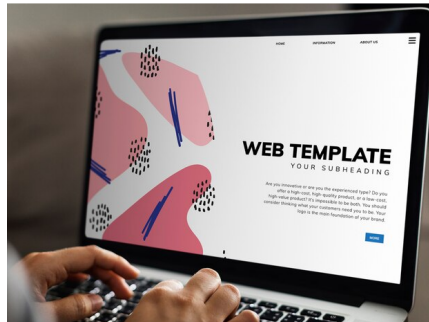 HOME INFORMATION ABOUT US
WEB TEMPLATE
YOUR SUBHEADING
Are you innovative or are you the experienced type? Do you
offer a high-cost, high-quality product, or a low-cost,
high-value product? It's impossible to be both. You should
consider thinking what your customers need you to be. Your
logo is the main foundation of your brand.
MORE